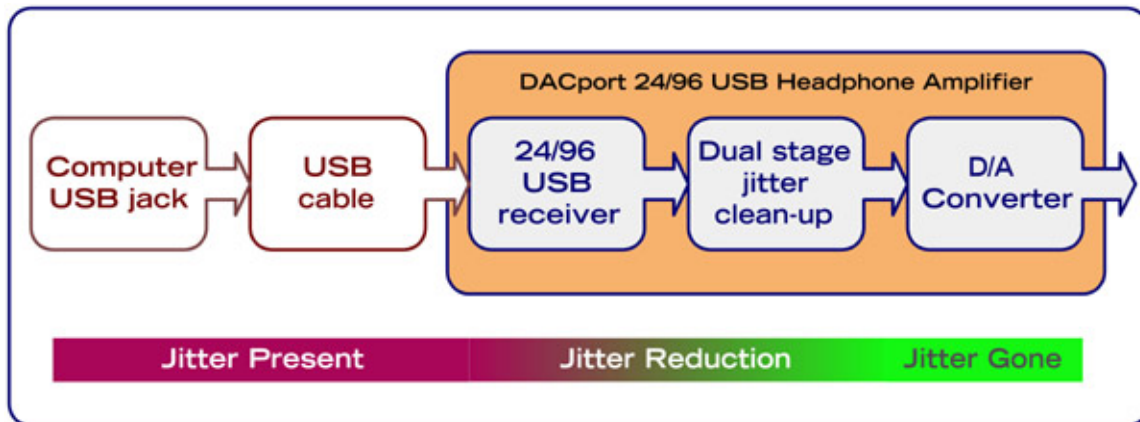 DACport 24/96 USB Headphone Amplifier
Computer
USB jack
USB
cable
24/96
USB
receiver
Dual stage
jitter
clean-up
D/A
Converter
Jitter Present
Jitter Reduction
Jitter Gone